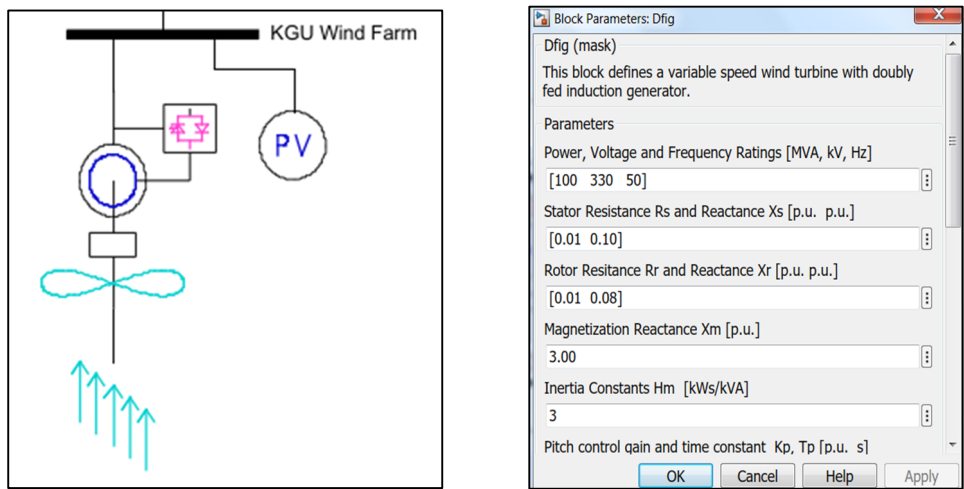 KGU Wind Farm
PV
Block Parameters: Dfig
X
Dfig (mask)
This block defines a variable speed wind turbine with doubly
fed induction generator.
Parameters
Power, Voltage and Frequency Ratings [MVA, kV, Hz]
[100 330 50]
Stator Resistance Rs and Reactance Xs [p.u. p.u.]
[0.01 0.10]
Rotor Resitance Rr and Reactance Xr [p.u. p.u.]
[0.01 0.08]
Magnetization Reactance Xm [p.u.]
3.00
Inertia Constants Hm [kWs/kVA]
3
Pitch control gain and time constant Kp, Tp [p.u. s]
OK Cancel Help Apply